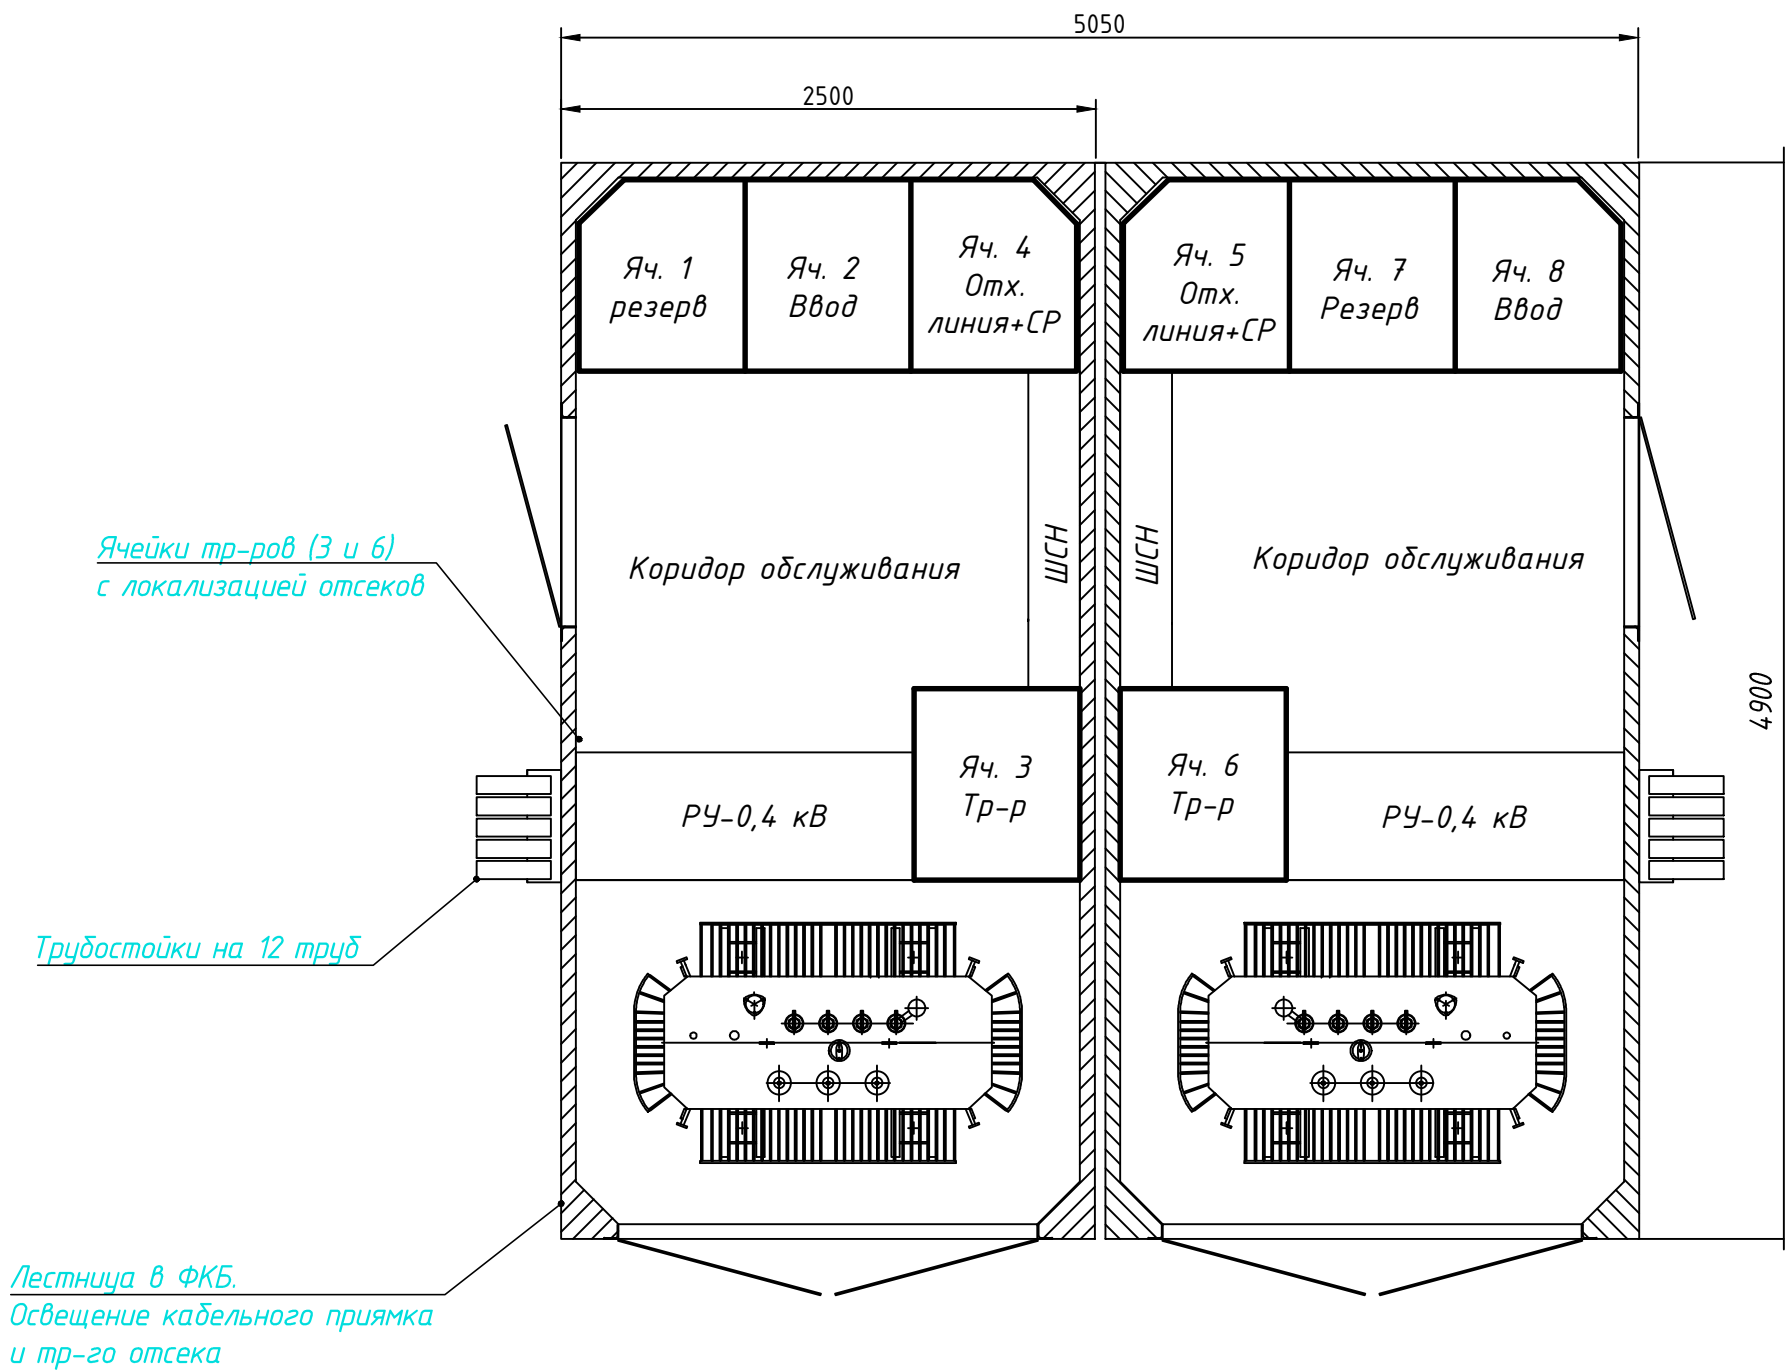 5050
2500
Яч. 1
резерв
Яч. 2
Ввод
Яч. 4
Отх.
линия+СР
Яч. 5
Отх.
линия+СР
Яч. 7
Резерв
Яч. 8
Ввод
Ячейки тр-ров (3 и 6)
с локализацией отсеков
Коридор обслуживания
ШСН
ШСН
Коридор обслуживания
4900
РУ-0,4 кВ
Яч. 3
Тр-р
Яч. 6
Тр-р
РУ-0,4 кВ
Трубостойки на 12 труб
Лестница в ФКБ.
Освещение кабельного приямка
и тр-го отсека